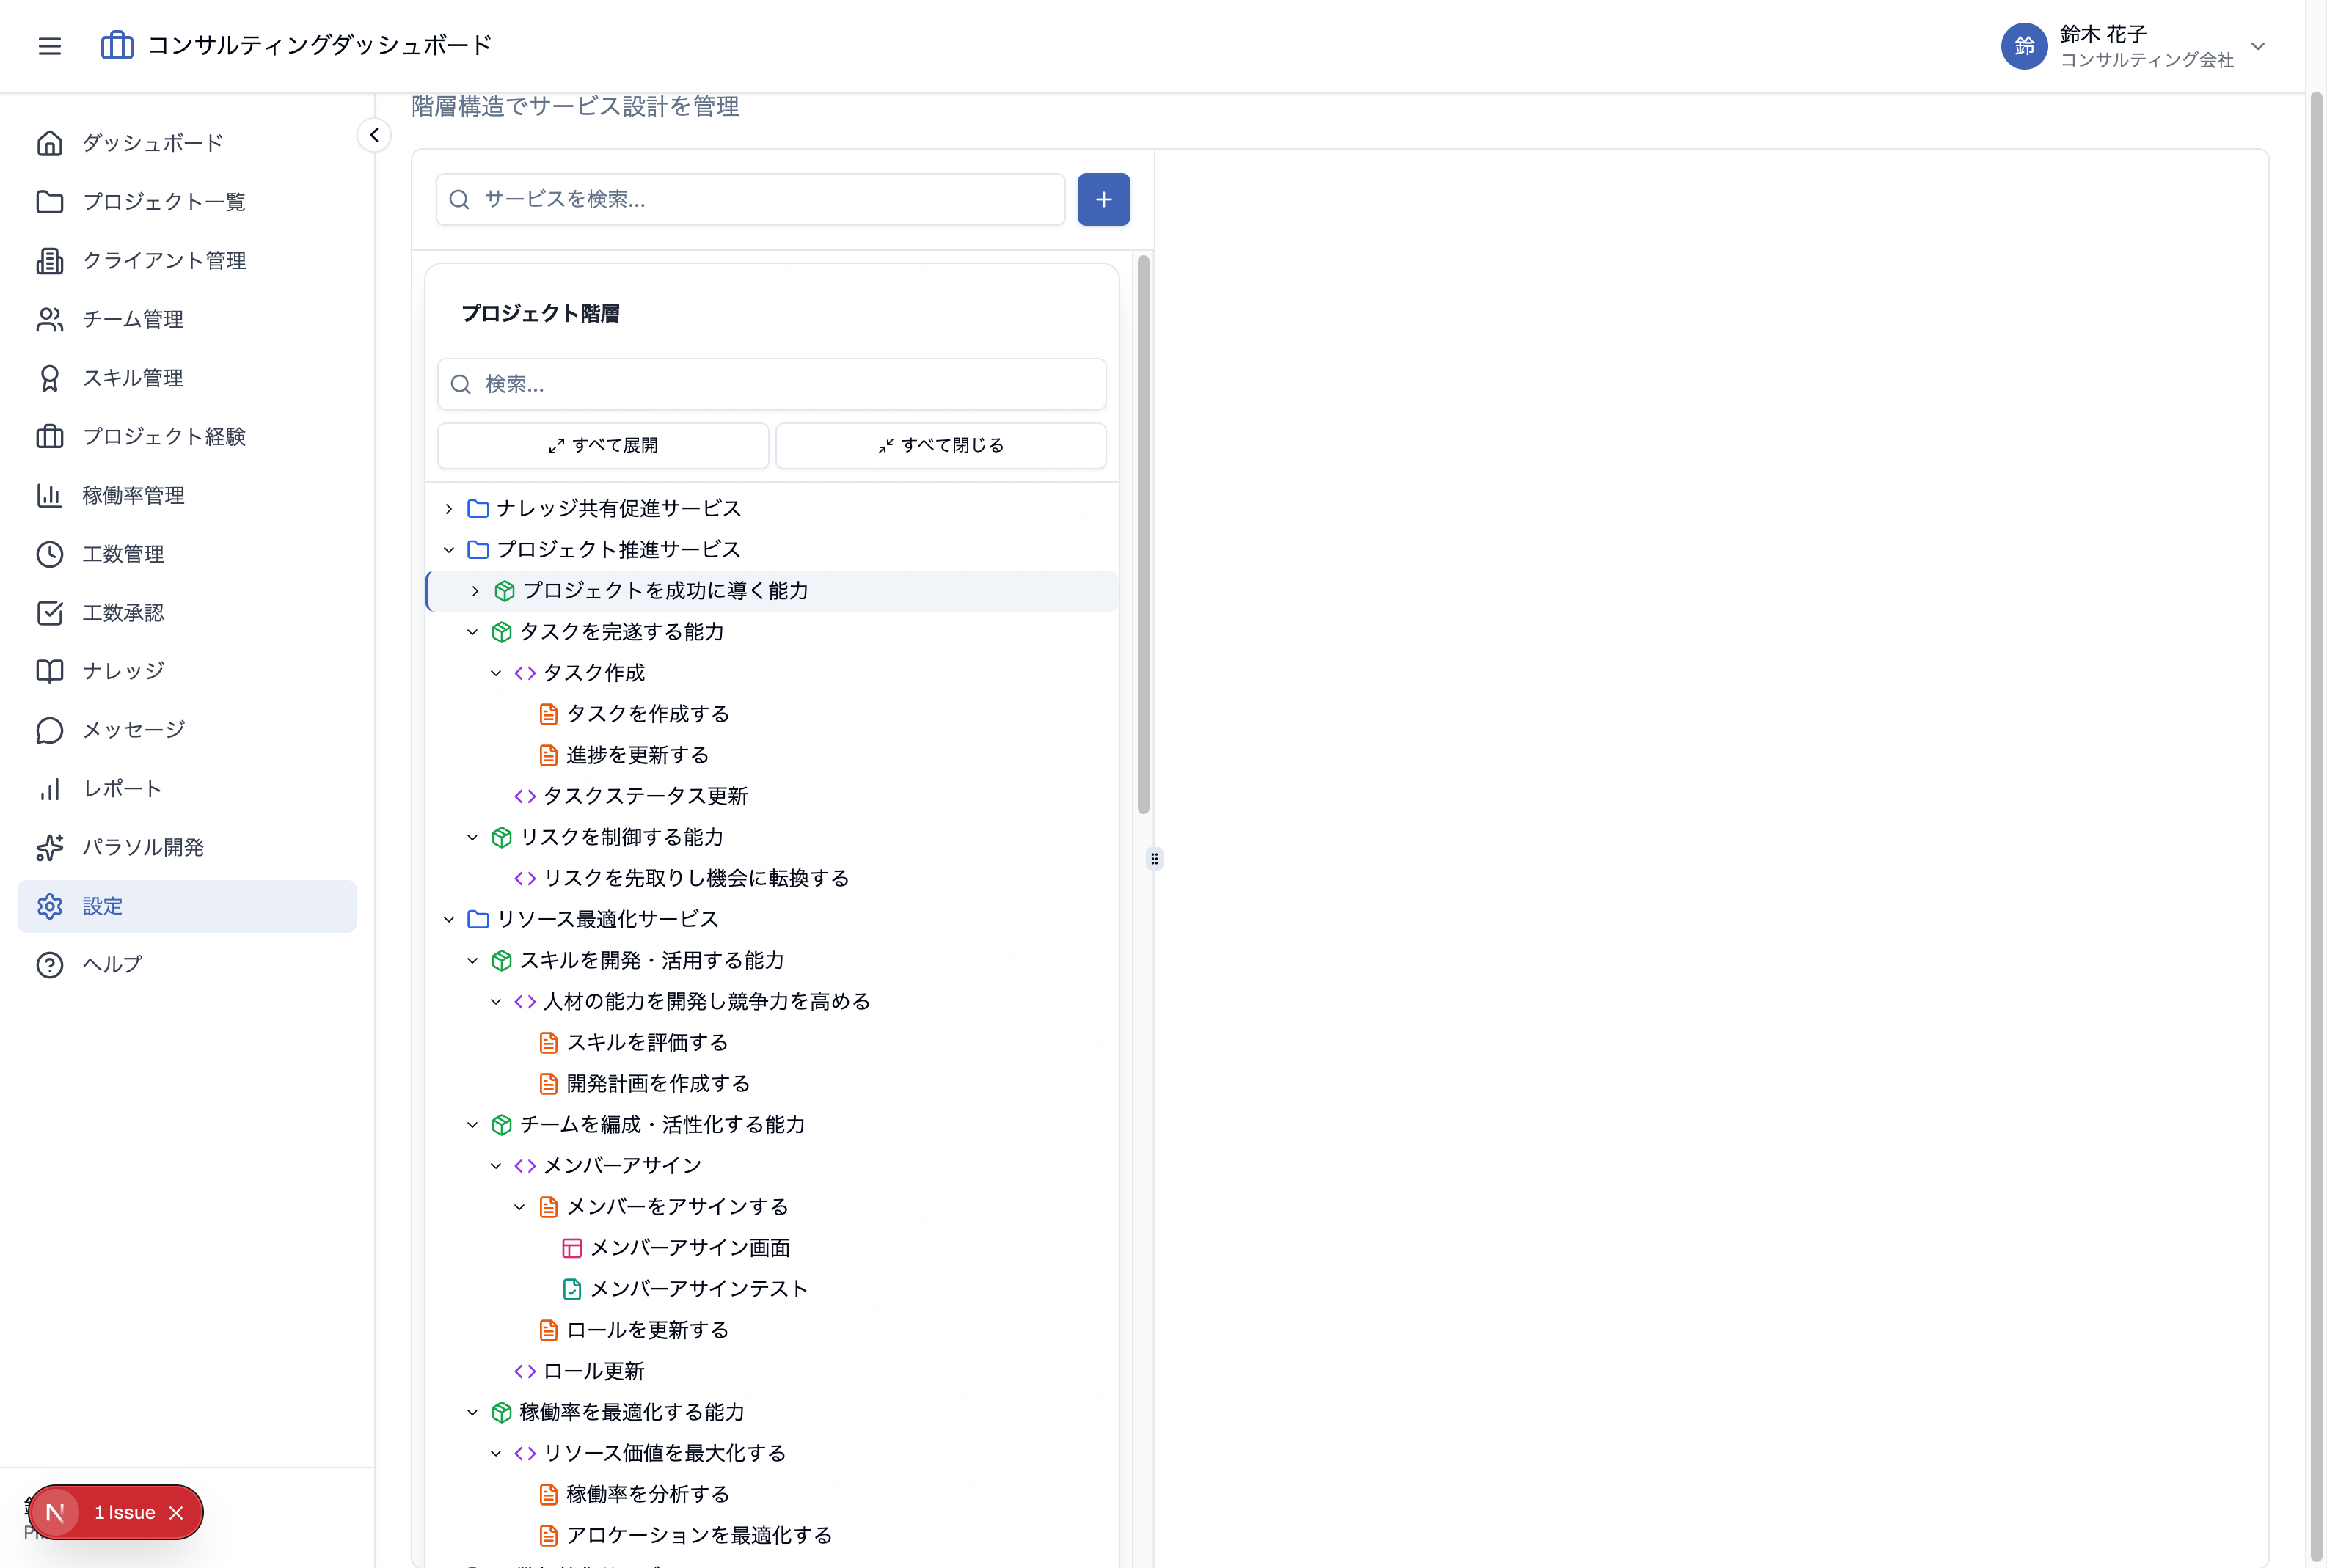 コンサルティングダッシュボード
鈴
鈴木 花子
コンサルティング会社
ダッシュボード
プロジェクト一覧
クライアント管理
チーム管理
スキル管理
プロジェクト経験
稼働率管理
工数管理
工数承認
ナレッジ
メッセージ
レポート
パラソル開発
設定
ヘルプ
N 1 Issue
階層構造でサービス設計を管理
サービスを検索...
プロジェクト階層
検索...
すべて展開
すべて閉じる
ナレッジ共有促進サービス
プロジェクト推進サービス
プロジェクトを成功に導く能力
タスクを完遂する能力
タスク作成
タスクを作成する
進捗を更新する
タスクステータス更新
リスクを制御する能力
リスクを先取りし機会に転換する
リソース最適化サービス
スキルを開発・活用する能力
人材の能力を開発し競争力を高める
スキルを評価する
開発計画を作成する
チームを編成・活性化する能力
メンバーアサイン
メンバーをアサインする
メンバーアサイン画面
メンバーアサインテスト
ロールを更新する
ロール更新
稼働率を最適化する能力
リソース価値を最大化する
稼働率を分析する
アロケーションを最適化する